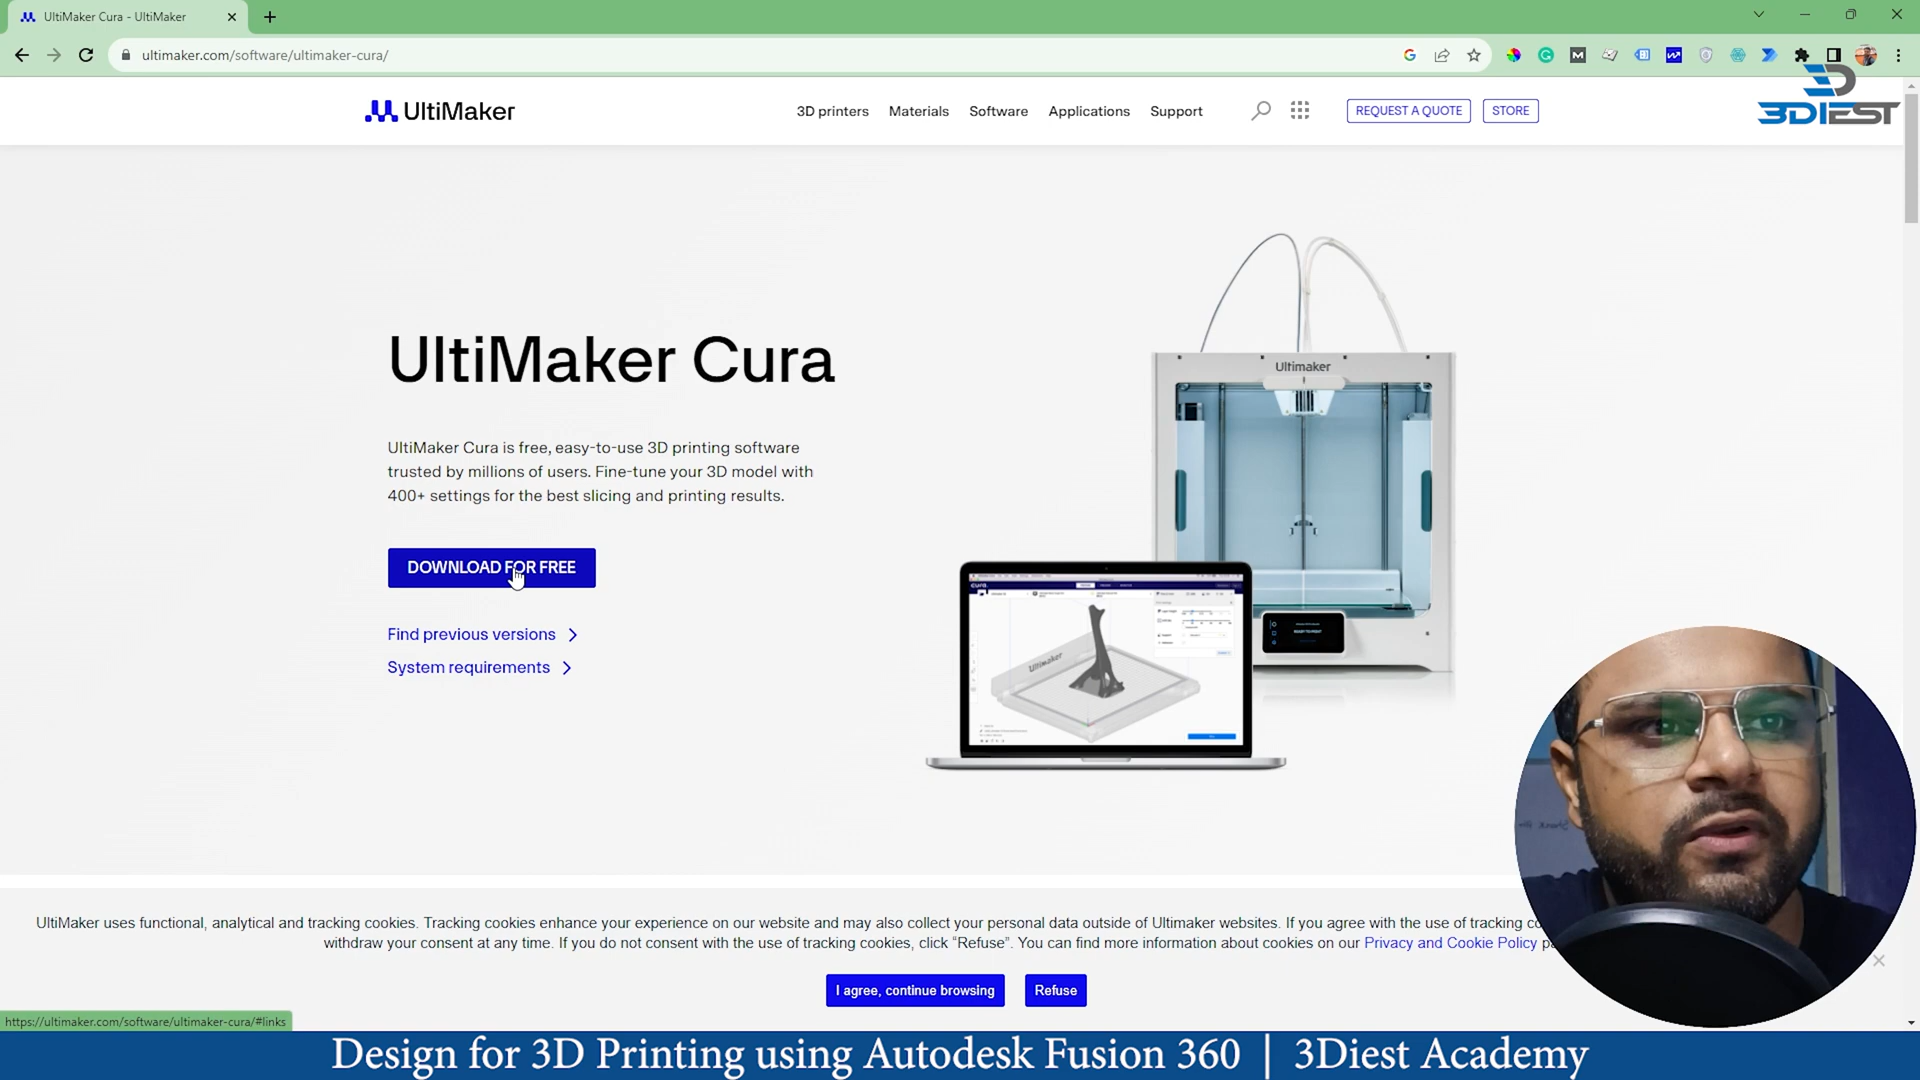 UltiMaker Cura - UltiMaker
ultimaker.com/software/ultimaker-cura/
UltiMaker
3D printers
Materials
Software
Applications
Support
REQUEST A QUOTE
STORE
3DIEST
UltiMaker Cura
UltiMaker Cura is free, easy-to-use 3D printing software
trusted by millions of users. Fine-tune your 3D model with
400+ settings for the best slicing and printing results.
DOWNLOAD FOR FREE
Find previous versions
System requirements
Ultimaker
Ultimaker
UltiMaker uses functional, analytical and tracking cookies. Tracking cookies enhance your experience on our website and may also collect your personal data outside of Ultimaker websites. If you agree with the use of tracking
withdraw your consent at any time. If you do not consent with the use of tracking cookies, click “Refuse”. You can find more information about cookies on our Privacy and Cookie Policy
I agree, continue browsing
Refuse
https://ultimaker.com/software/ultimaker-cura/#links
Design for 3D Printing using Autodesk Fusion 360 | 3Diest Academy